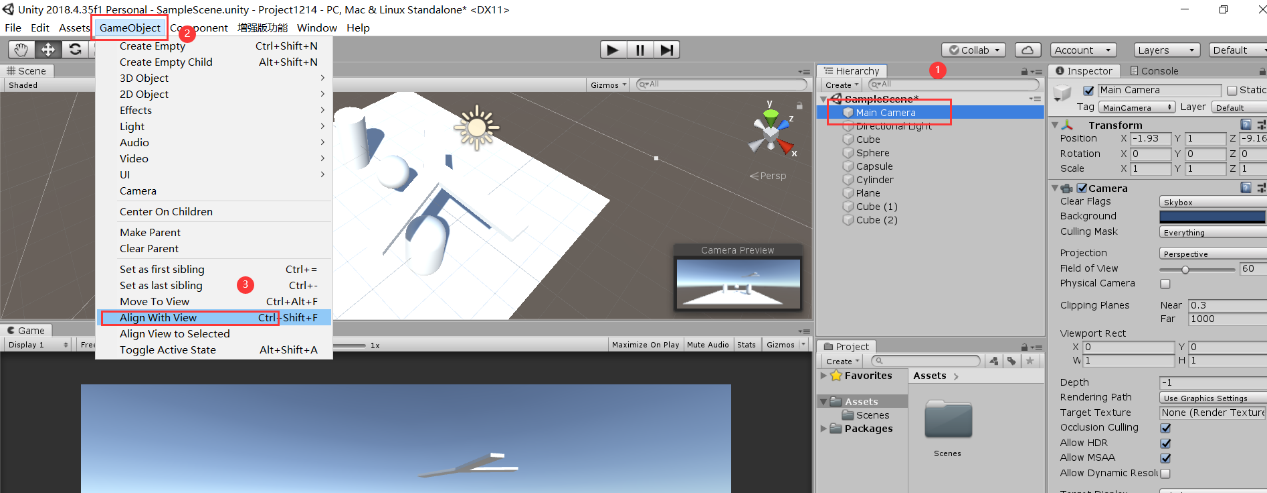 Unity 2018.4.35f1 Personal - SampleScene.unity - Project1214 - PC, Mac & Linux Standalone* <DX11>
File Edit Assets GameObject Component 增强版功能 Window Help
2
Collab Account Layers Default
Create Empty Ctrl+Shift+N
Create Empty Child Alt+Shift+N
3D Object
2D Object
Effects
Light
Audio
Video
UI
Camera
Center On Children
Make Parent
Clear Parent
Set as first sibling Ctrl+=
Set as last sibling Ctrl+-
3
Move To View Ctrl+Alt+F
Align With View Ctrl+Shift+F
Align View to Selected
Toggle Active State Alt+Shift+A
Scene
Shaded
Gizmos All
y
z
x
Persp
Camera Preview
Game
Display 1 Free
1x
Maximize On Play Mute Audio Stats Gizmos
Hierarchy
1
Create All
SampleScene*
Main Camera
Directional Light
Cube
Sphere
Capsule
Cylinder
Plane
Cube (1)
Cube (2)
Project
Create
Favorites
Assets
Scenes
Packages
Assets
Scenes
Inspector Console
Main Camera Static
Tag MainCamera Layer Default
Transform
Position X -1.93 Y 1 Z -9.16
Rotation X 0 Y 0 Z 0
Scale X 1 Y 1 Z 1
Camera
Clear Flags Skybox
Background
Culling Mask Everything
Projection Perspective
Field of View 60
Physical Camera
Clipping Planes Near 0.3
Far 1000
Viewport Rect
X 0 Y 0
W 1 H 1
Depth -1
Rendering Path Use Graphics Settings
Target Texture None (Render Texture
Occlusion Culling
Allow HDR
Allow MSAA
Allow Dynamic Resol